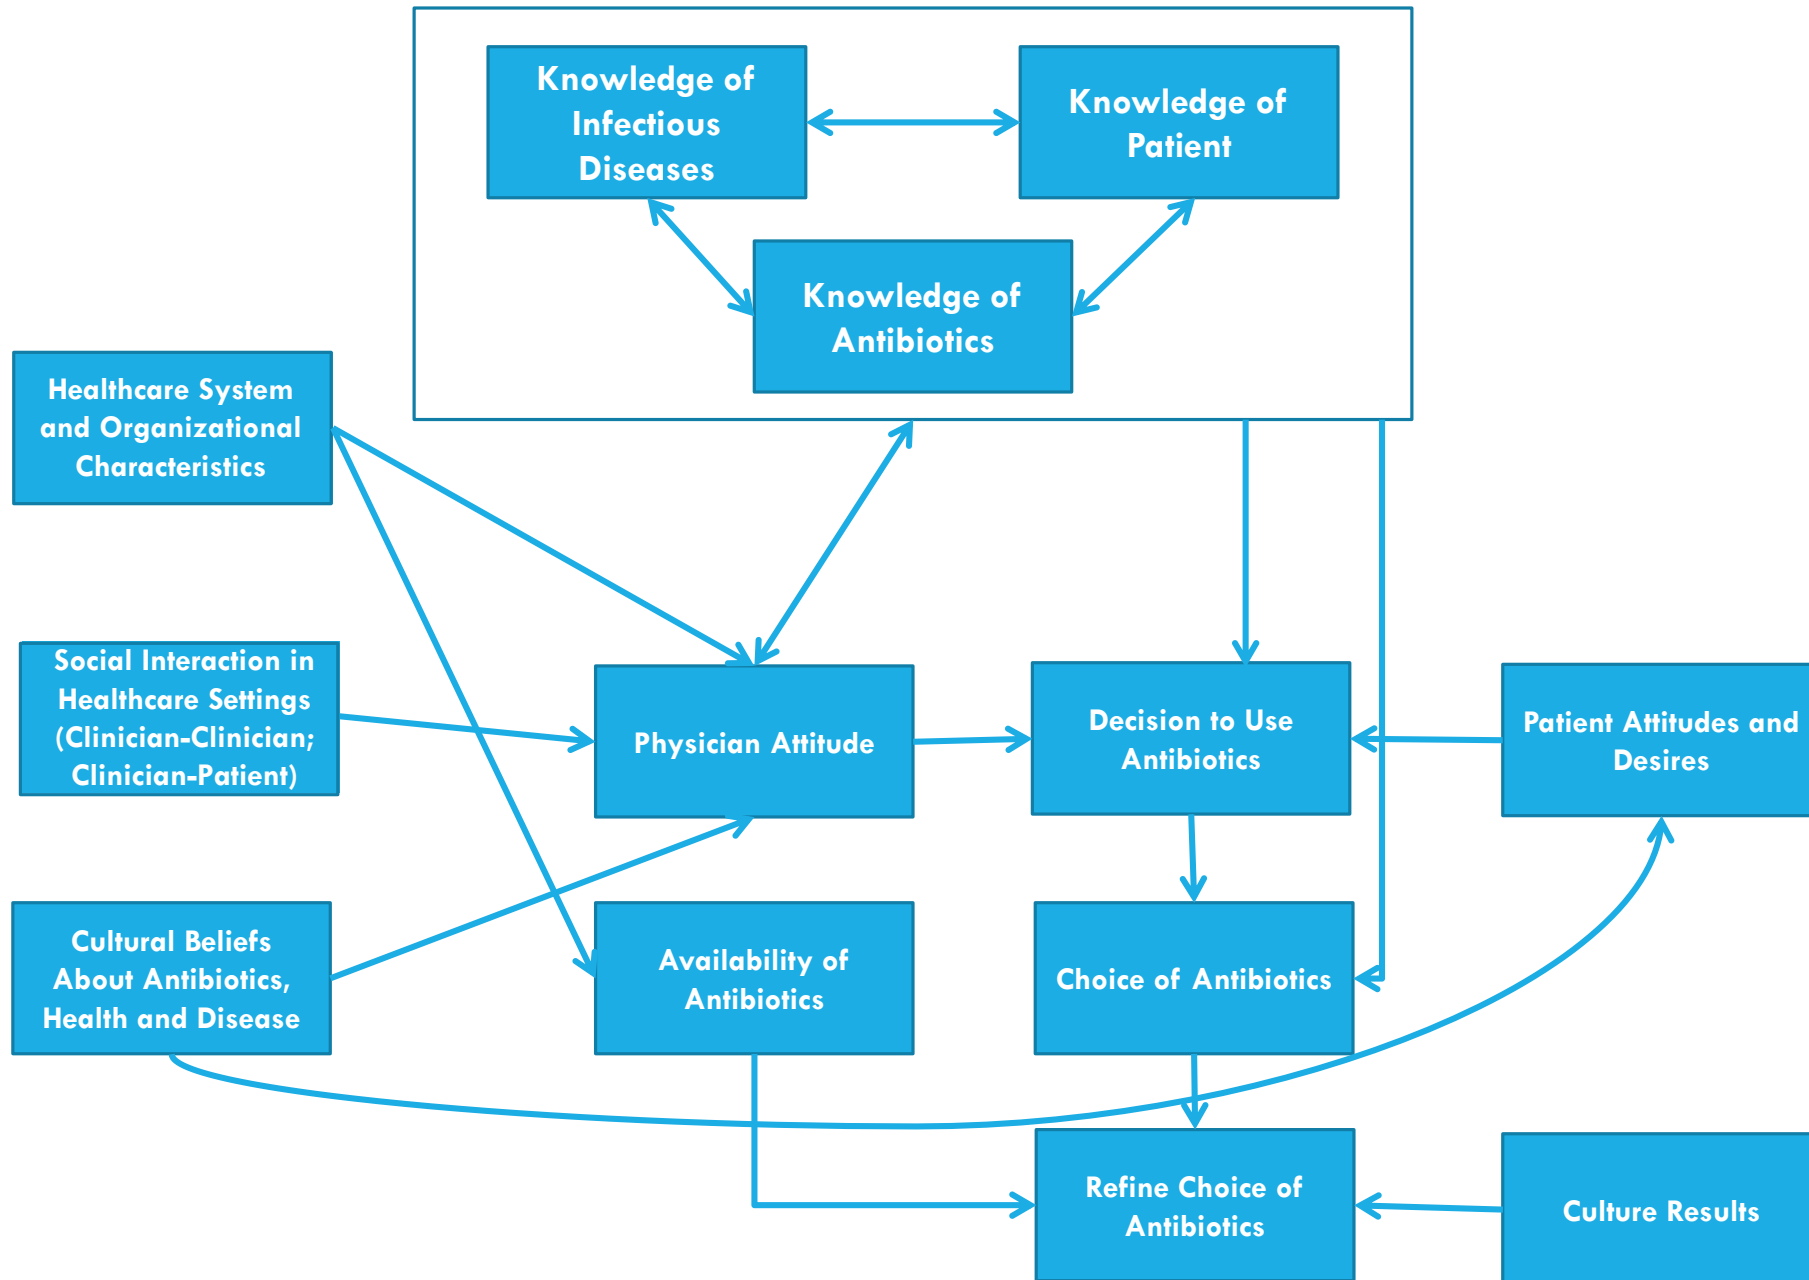 Knowledge of
Infectious
Diseases
Knowledge of
Patient
Knowledge of
Antibiotics
Healthcare System
and Organizational
Characteristics
Social Interaction in
Healthcare Settings
(Clinician-Clinician;
Clinician-Patient)
Physician Attitude
Decision to Use
Antibiotics
Patient Attitudes and
Desires
Cultural Beliefs
About Antibiotics,
Health and Disease
Availability of
Antibiotics
Choice of Antibiotics
Refine Choice of
Antibiotics
Culture Results